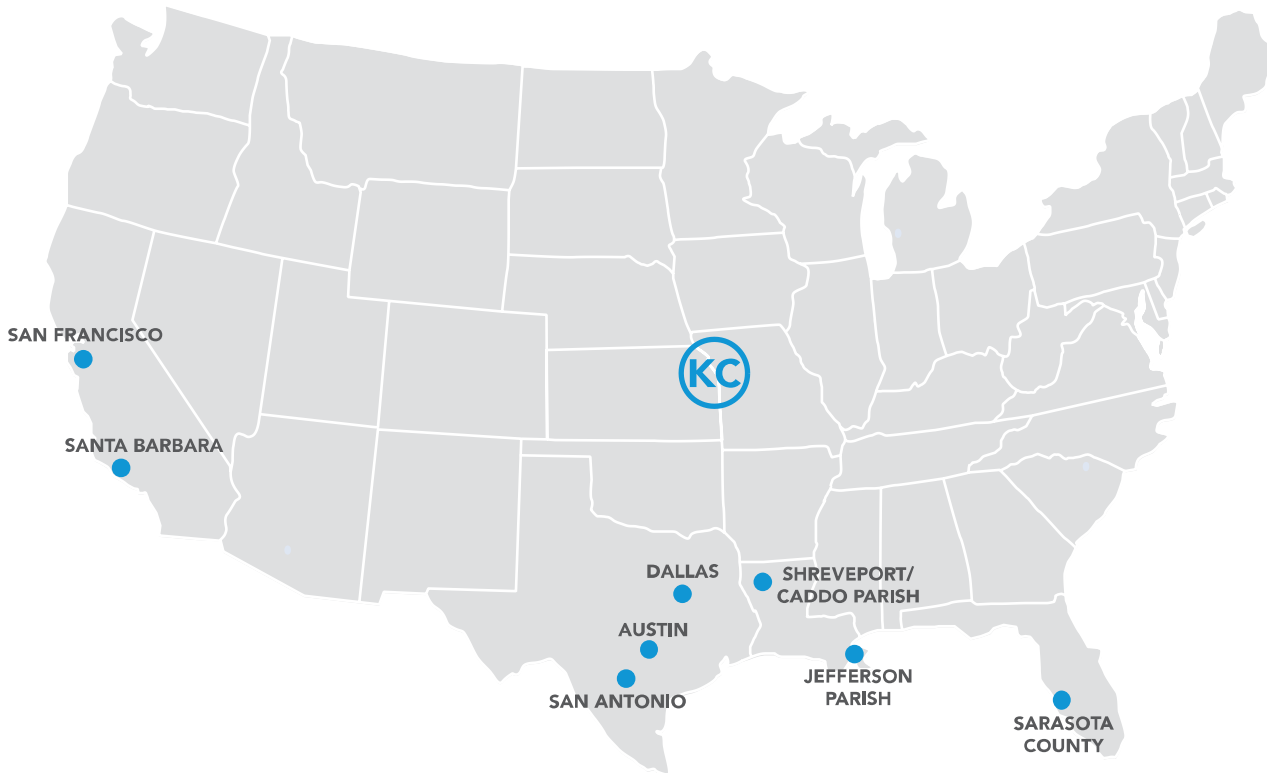 SAN FRANCISCO
KC
SANTA BARBARA
DALLAS
SHREVEPORT/
CADDO PARISH
AUSTIN
SAN ANTONIO
JEFFERSON
PARISH
SARASOTA
COUNTY